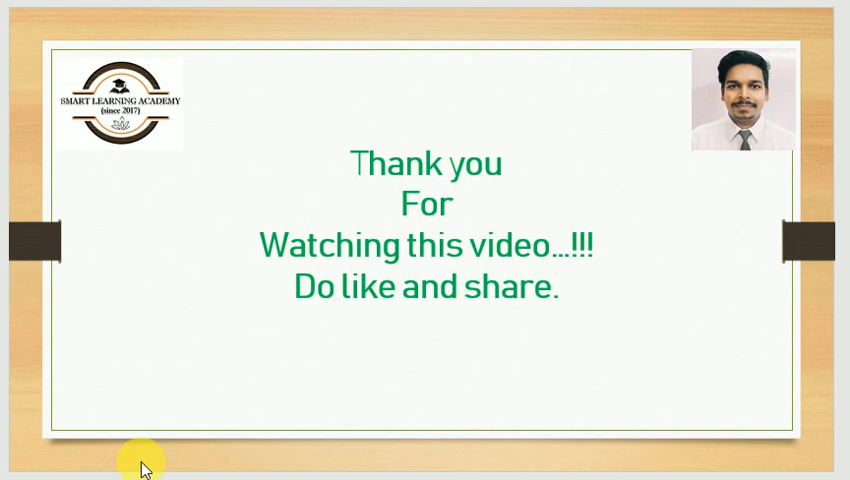 SMART LEARNING ACADEMY
(since 2017)
Thank you
For
Watching this video...!!!
Do like and share.